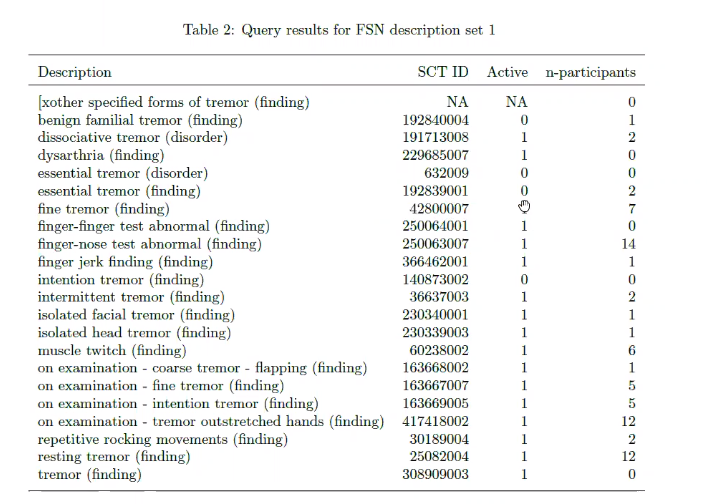 Table 2: Query results for FSN description set 1
Description SCT ID Active n-participants
[xother specified forms of tremor (finding) NA NA 0
benign familial tremor (finding) 192840004 0 1
dissociative tremor (disorder) 191713008 1 2
dysarthria (finding) 229685007 1 0
essential tremor (disorder) 632009 0 0
essential tremor (finding) 192839001 0 2
fine tremor (finding) 42800007 7
finger-finger test abnormal (finding) 250064001 1 0
finger-nose test abnormal (finding) 250063007 1 14
finger jerk finding (finding) 366462001 1 1
intention tremor (finding) 140873002 0 0
intermittent tremor (finding) 36637003 1 2
isolated facial tremor (finding) 230340001 1 1
isolated head tremor (finding) 230339003 1 1
muscle twitch (finding) 60238002 1 6
on examination - coarse tremor - flapping (finding) 163668002 1 1
on examination - fine tremor (finding) 163667007 1 5
on examination - intention tremor (finding) 163669005 1 5
on examination - tremor outstretched hands (finding) 417418002 1 12
repetitive rocking movements (finding) 30189004 1 2
resting tremor (finding) 25082004 1 12
tremor (finding) 308909003 1 0